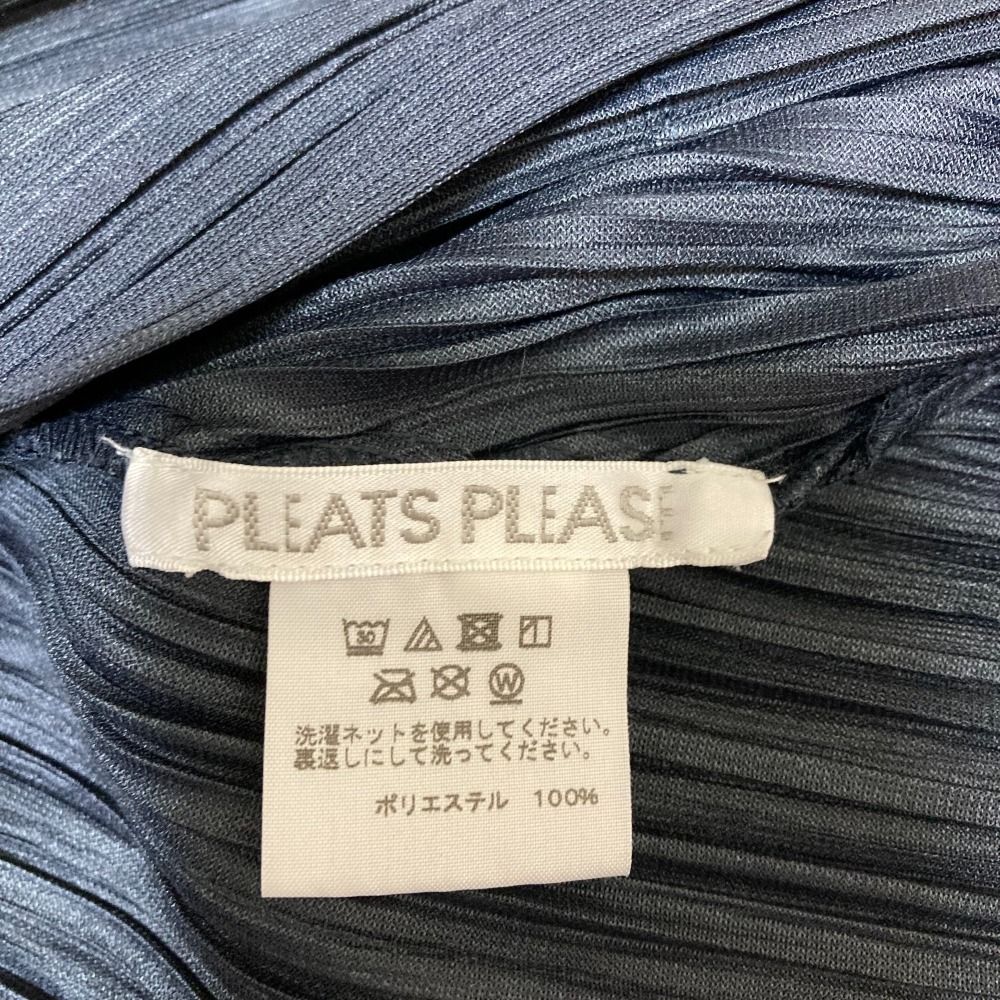 PLEATS PLEASE
30
W
洗濯ネットを使用してください。
裏返しにして洗ってください。
ポリエステル 100%